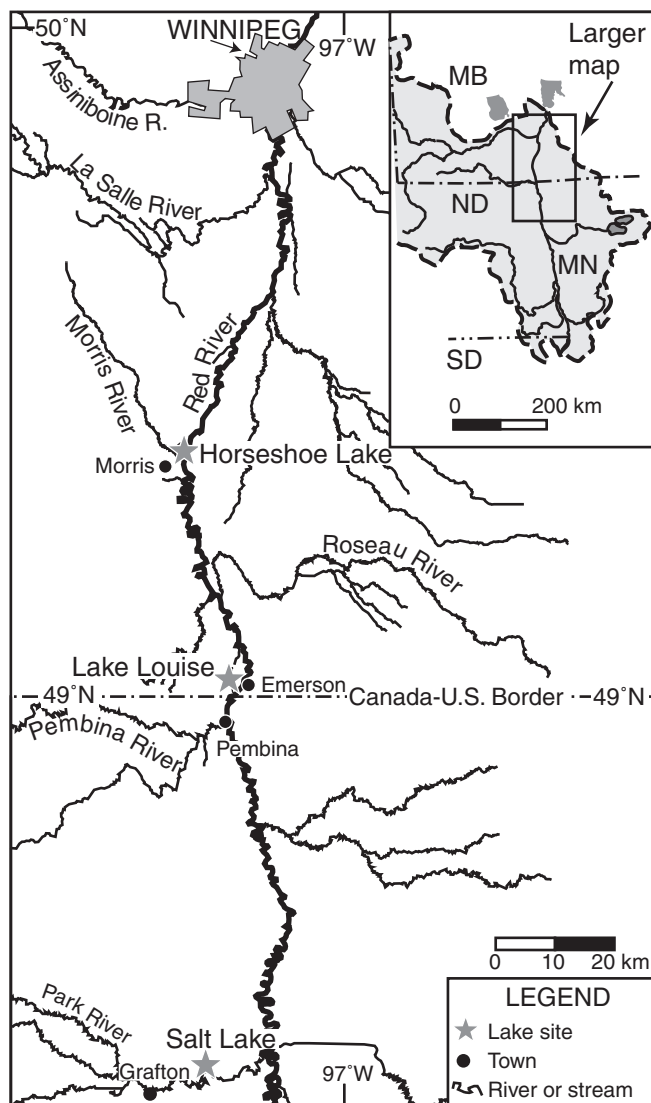 50˚N
WINNIPEG
97˚W
Assiniboine R.
La Salle River
Morris River
Red River
Morris
Horseshoe Lake
Roseau River
Lake Louise
Emerson
49˚N
Canada-U.S. Border
49˚N
Pembina River
Pembina
Park River
Salt Lake
Grafton
97˚W
Larger
map
MB
ND
MN
SD
0 200 km
0 10 20 km
LEGEND
Lake site
Town
River or stream